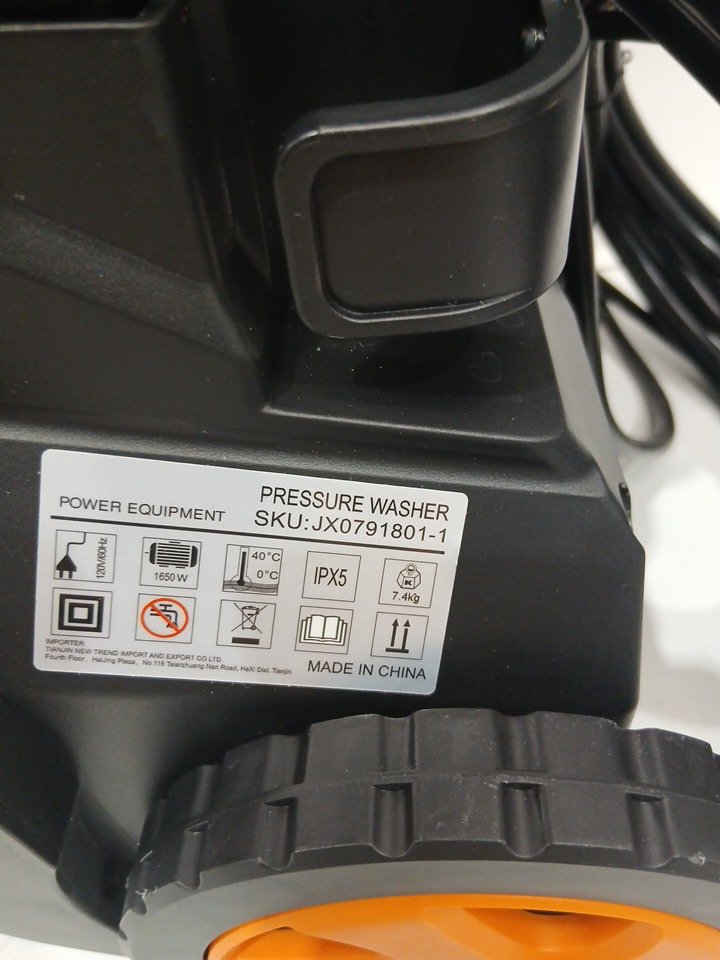 POWER EQUIPMENT
PRESSURE WASHER
SKU:JX0791801-1
120V/60Hz
1650W
40°C
0°C
IPX5
K
7.4kg
IMPORTER:
TIANJIN NEW TREND IMPORT AND EXPORT CO LTD.
Fourth Floor, HaiJing Plaza, No.116 Taierzhuang Nan Road, HeXi Dist. Tianjin
MADE IN CHINA